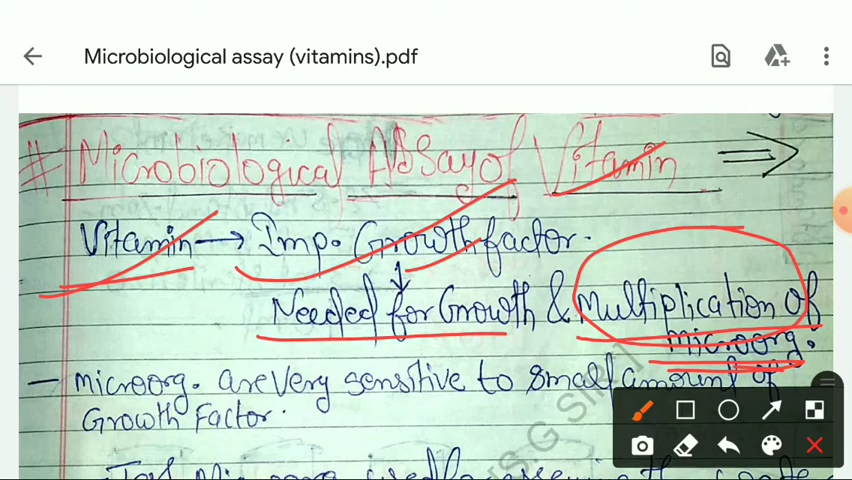 Microbiological assay (vitamins).pdf
# Microbiological Assay of Vitamin ⇒
Vitamin → Imp. Growth factor.
↓
Needed for Growth & Multiplication of
microorg.
– microorg. are very sensitive to small amount of
Growth Factor.